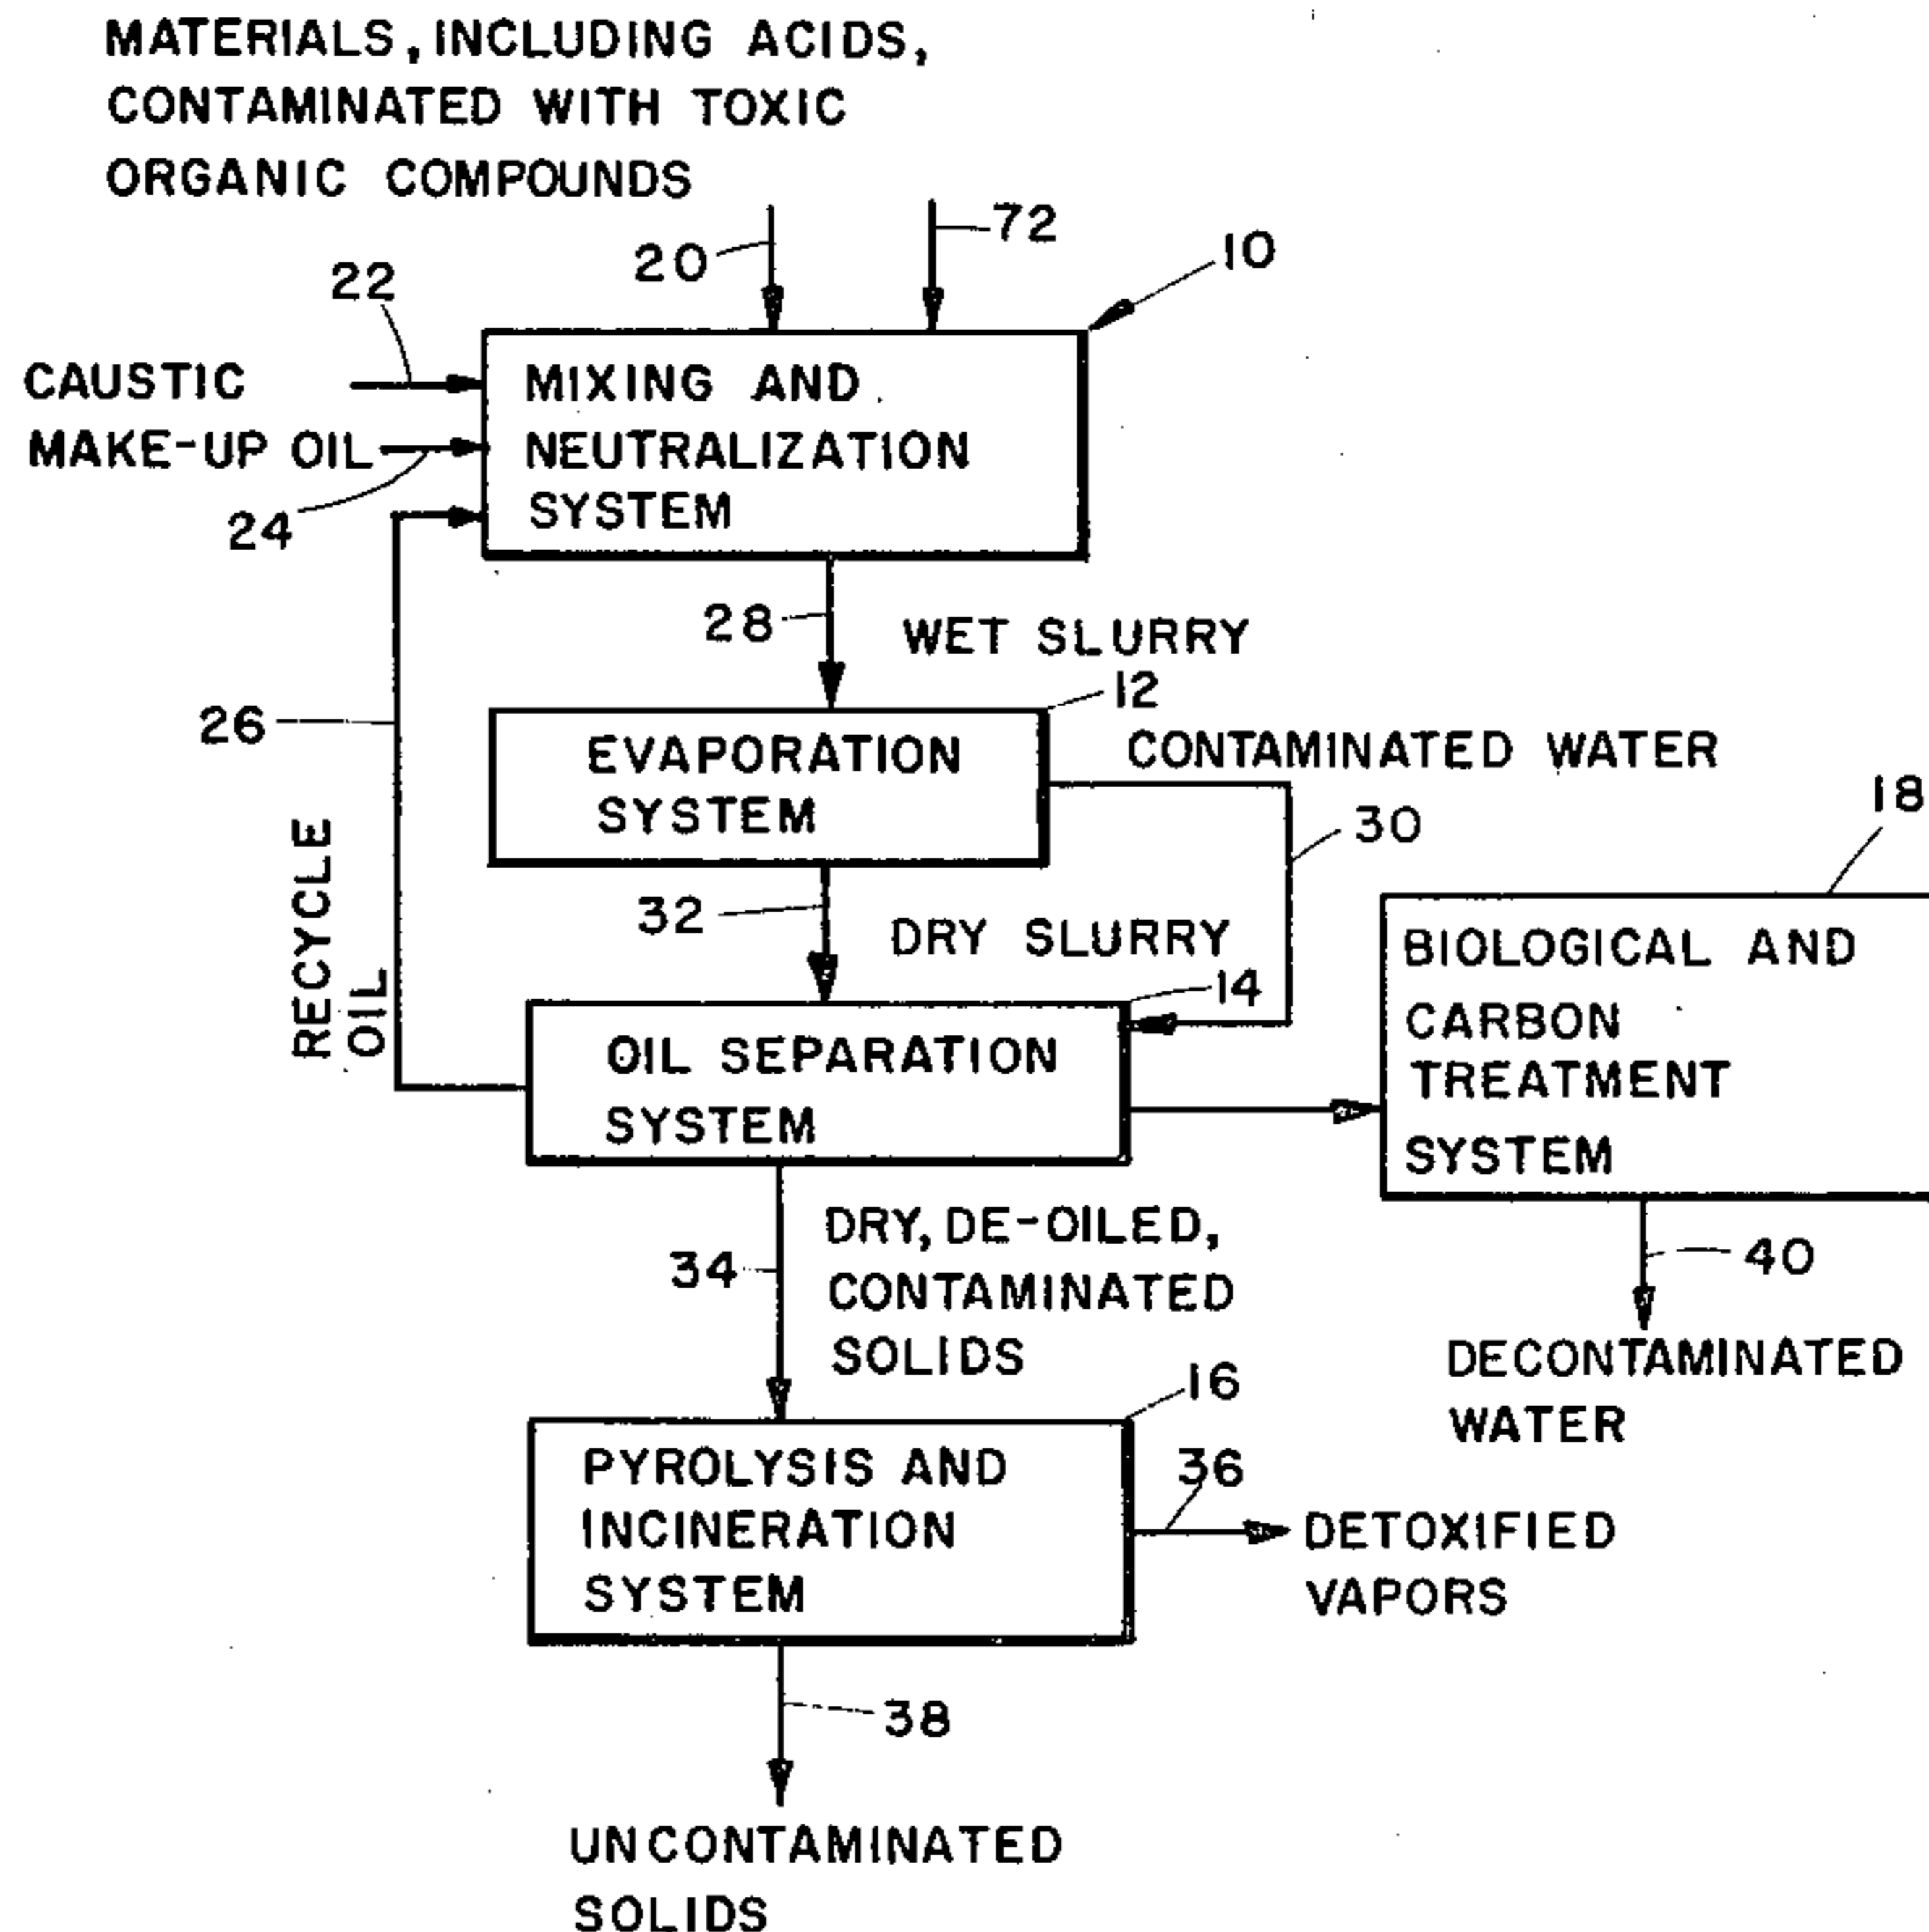 MATERIALS, INCLUDING ACIDS,
CONTAMINATED WITH TOXIC
ORGANIC COMPOUNDS
20
72
10
22
CAUSTIC
MAKE-UP OIL
24
MIXING AND
NEUTRALIZATION
SYSTEM
28
WET SLURRY
12
26
EVAPORATION
SYSTEM
CONTAMINATED WATER
30
18
RECYCLE
OIL
32
DRY SLURRY
14
OIL SEPARATION
SYSTEM
BIOLOGICAL AND
CARBON
TREATMENT
SYSTEM
34
DRY, DE-OILED,
CONTAMINATED
SOLIDS
40
DECONTAMINATED
WATER
16
PYROLYSIS AND
INCINERATION
SYSTEM
36
DETOXIFIED
VAPORS
38
UNCONTAMINATED
SOLIDS